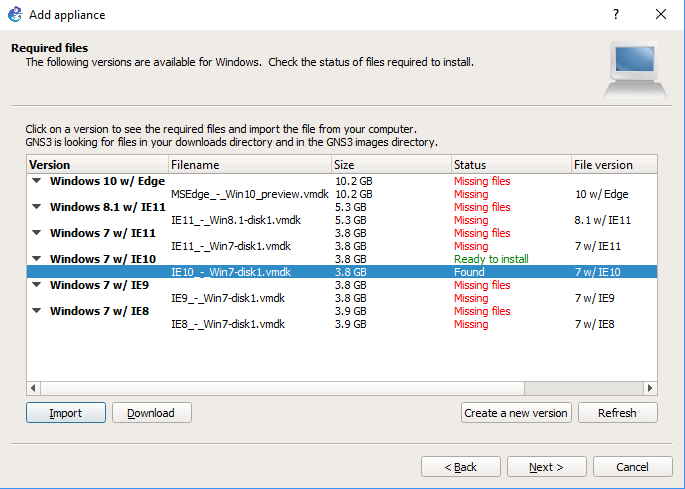 Add appliance
Required files
The following versions are available for Windows. Check the status of files required to install.
Click on a version to see the required files and import the file from your computer.
GNS3 is looking for files in your downloads directory and in the GNS3 images directory.
Version Filename Size Status File version
Windows 10 w/ Edge 10.2 GB Missing files
MSEdge_-_Win10_preview.vmdk 10.2 GB Missing 10 w/ Edge
Windows 8.1 w/ IE11 5.3 GB Missing files
IE11_-_Win8.1-disk1.vmdk 5.3 GB Missing 8.1 w/ IE11
Windows 7 w/ IE11 3.8 GB Missing files
IE11_-_Win7-disk1.vmdk 3.8 GB Missing 7 w/ IE11
Windows 7 w/ IE10 3.8 GB Ready to install
IE10_-_Win7-disk1.vmdk 3.8 GB Found 7 w/ IE10
Windows 7 w/ IE9 3.8 GB Missing files
IE9_-_Win7-disk1.vmdk 3.8 GB Missing 7 w/ IE9
Windows 7 w/ IE8 3.9 GB Missing files
IE8_-_Win7-disk1.vmdk 3.9 GB Missing 7 w/ IE8
Import Download Create a new version Refresh
< Back Next > Cancel